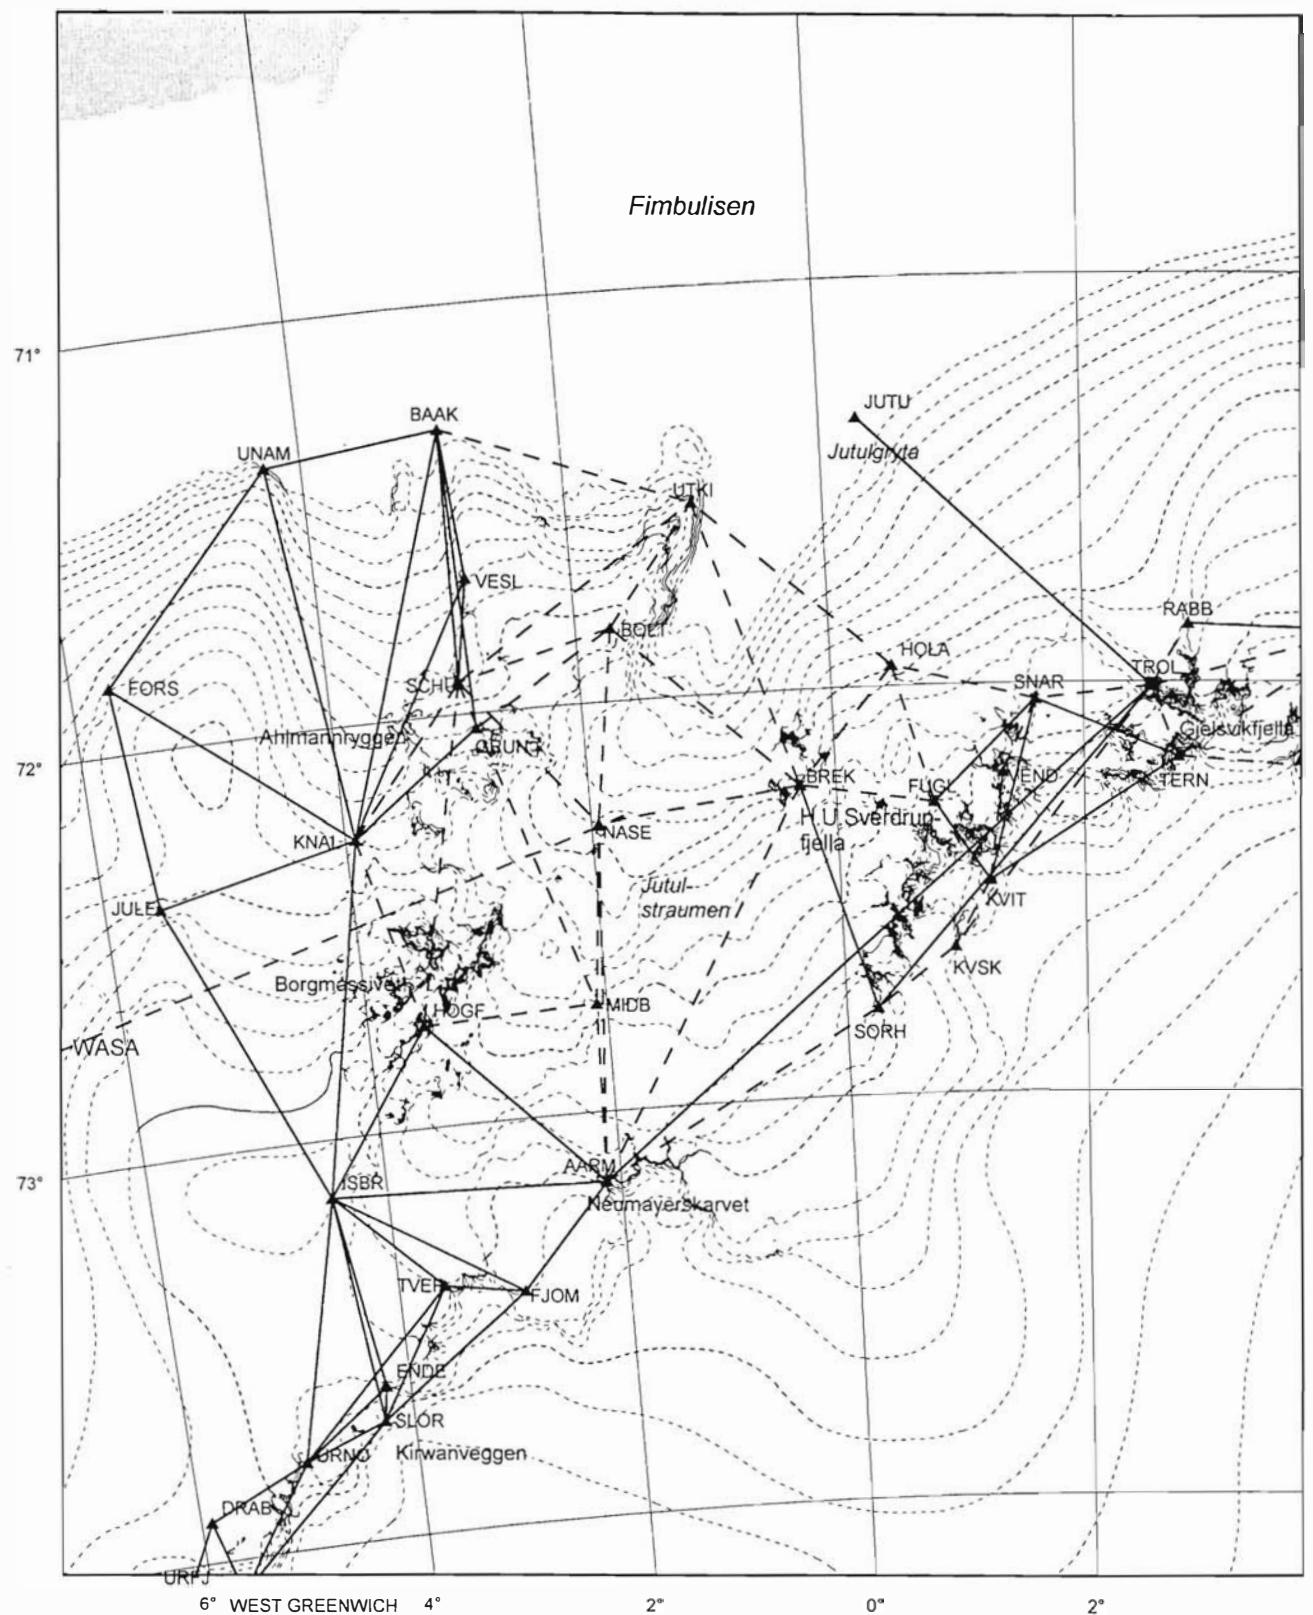 Fimbulisen
71°
JUTU
BAAK
Jutulgryta
UNAM
UTKI
VESL
RABB
BOLT
HOLA
TROL
SNAR
SCHU
FORS
Gjelsvikfjella
Ahlmannryggen
GRUN
72°
BREK
END
TERN
FUGL
H.U.Sverdrup
fjella
KNAL
NASE
Jutul-
straumen
KVIT
JULE
KVSK
Borgmassivet
HOGF
MIDB
SORH
WASA
AARM
73°
ISBR
Neumayerskarvet
TVER
FJOM
ENDE
SLOR
Kirwanveggen
URNO
DRAB
URFJ
6° WEST GREENWICH 4° 2° 0° 2°